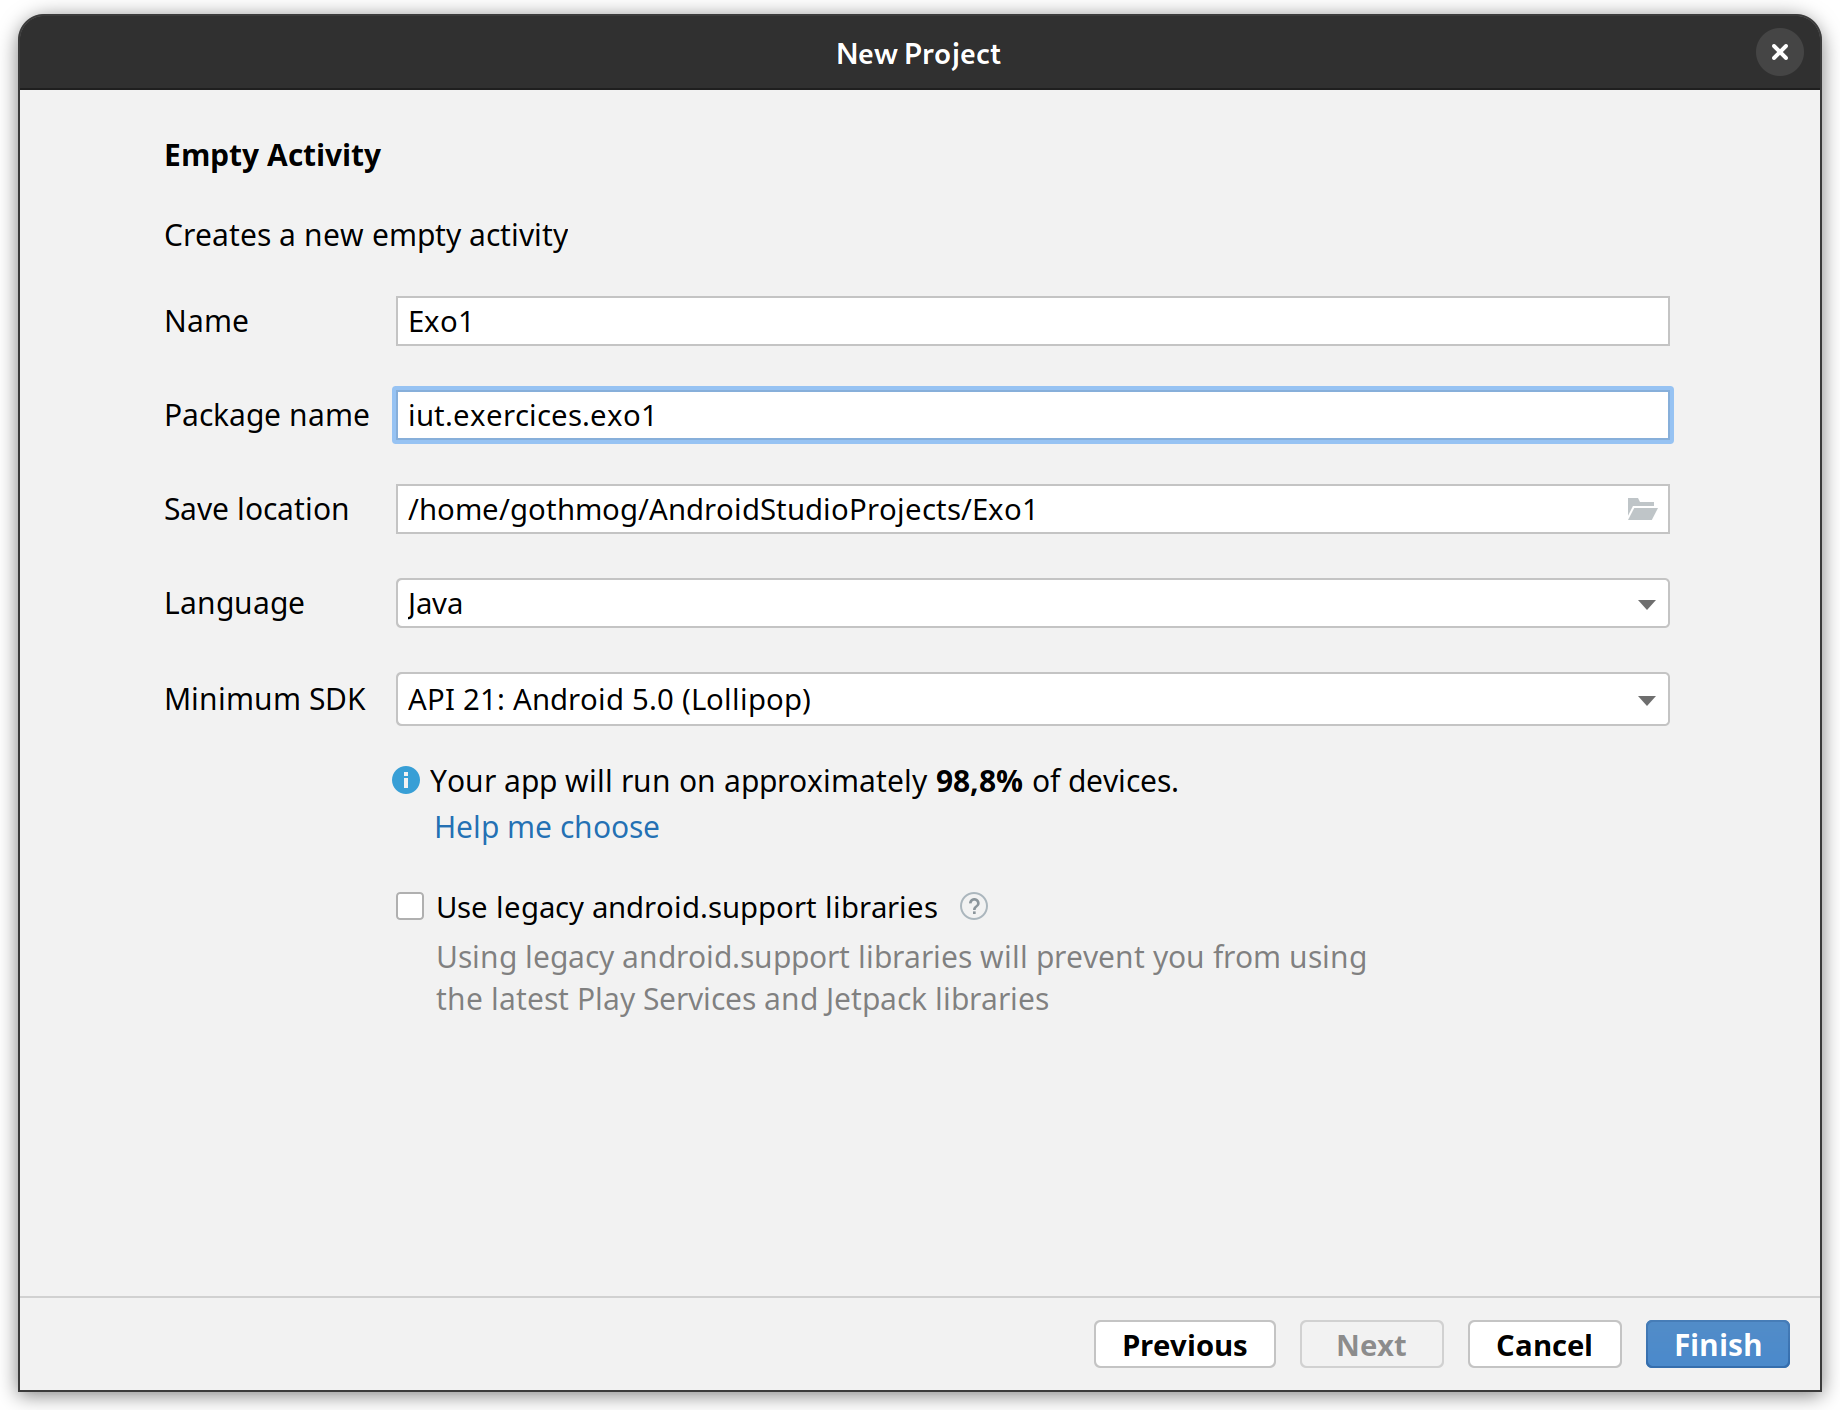 New Project
Empty Activity
Creates a new empty activity
Name Exo1
Package name iut.exercices.exo1
Save location /home/gothmog/AndroidStudioProjects/Exo1
Language Java
Minimum SDK API 21: Android 5.0 (Lollipop)
Your app will run on approximately 98,8% of devices.
Help me choose
Use legacy android.support libraries ?
Using legacy android.support libraries will prevent you from using
the latest Play Services and Jetpack libraries
Previous Next Cancel Finish